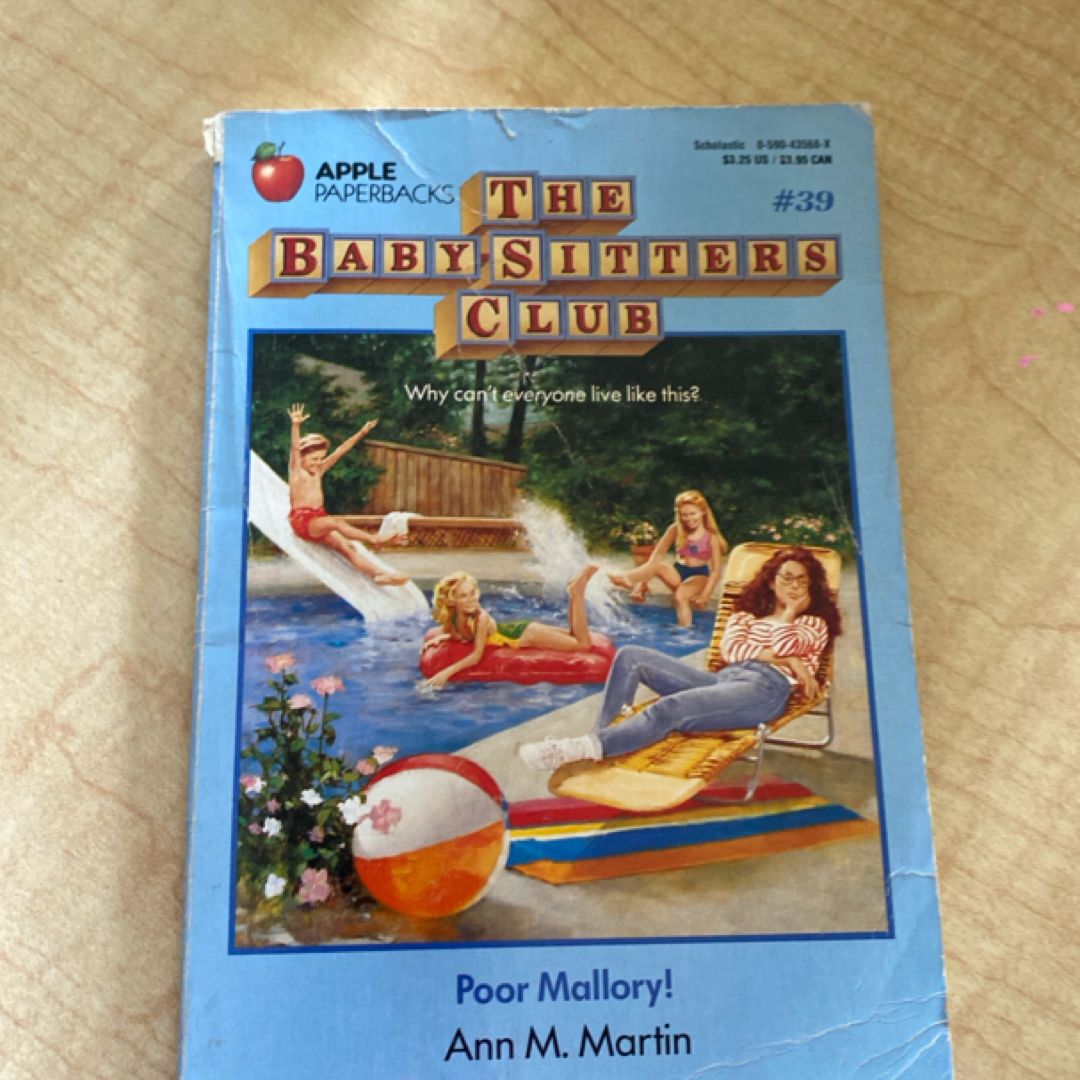 APPLE
PAPERBACKS
Scholastic 0-590-43568-X
$3.25 US / $3.95 CAN
#39
THE
BABY-SITTERS
CLUB
Why can't everyone live like this?
Poor Mallory!
Ann M. Martin